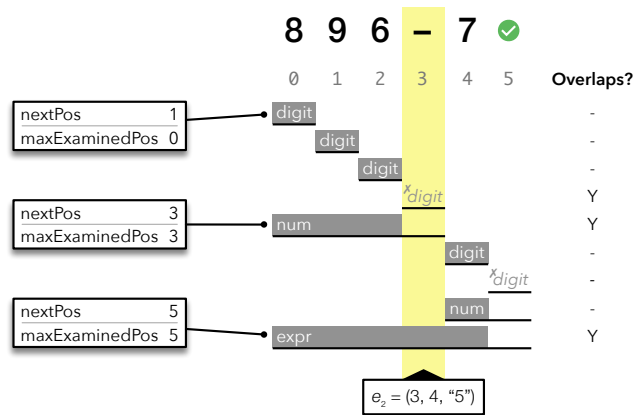 8 9 6 – 7
0 1 2 3 4 5 Overlaps?
nextPos 1
maxExaminedPos 0
digit -
digit -
digit -
✗digit Y
nextPos 3
maxExaminedPos 3
num Y
digit -
✗digit -
nextPos 5
maxExaminedPos 5
num -
expr Y
e₂ = (3, 4, “5”)